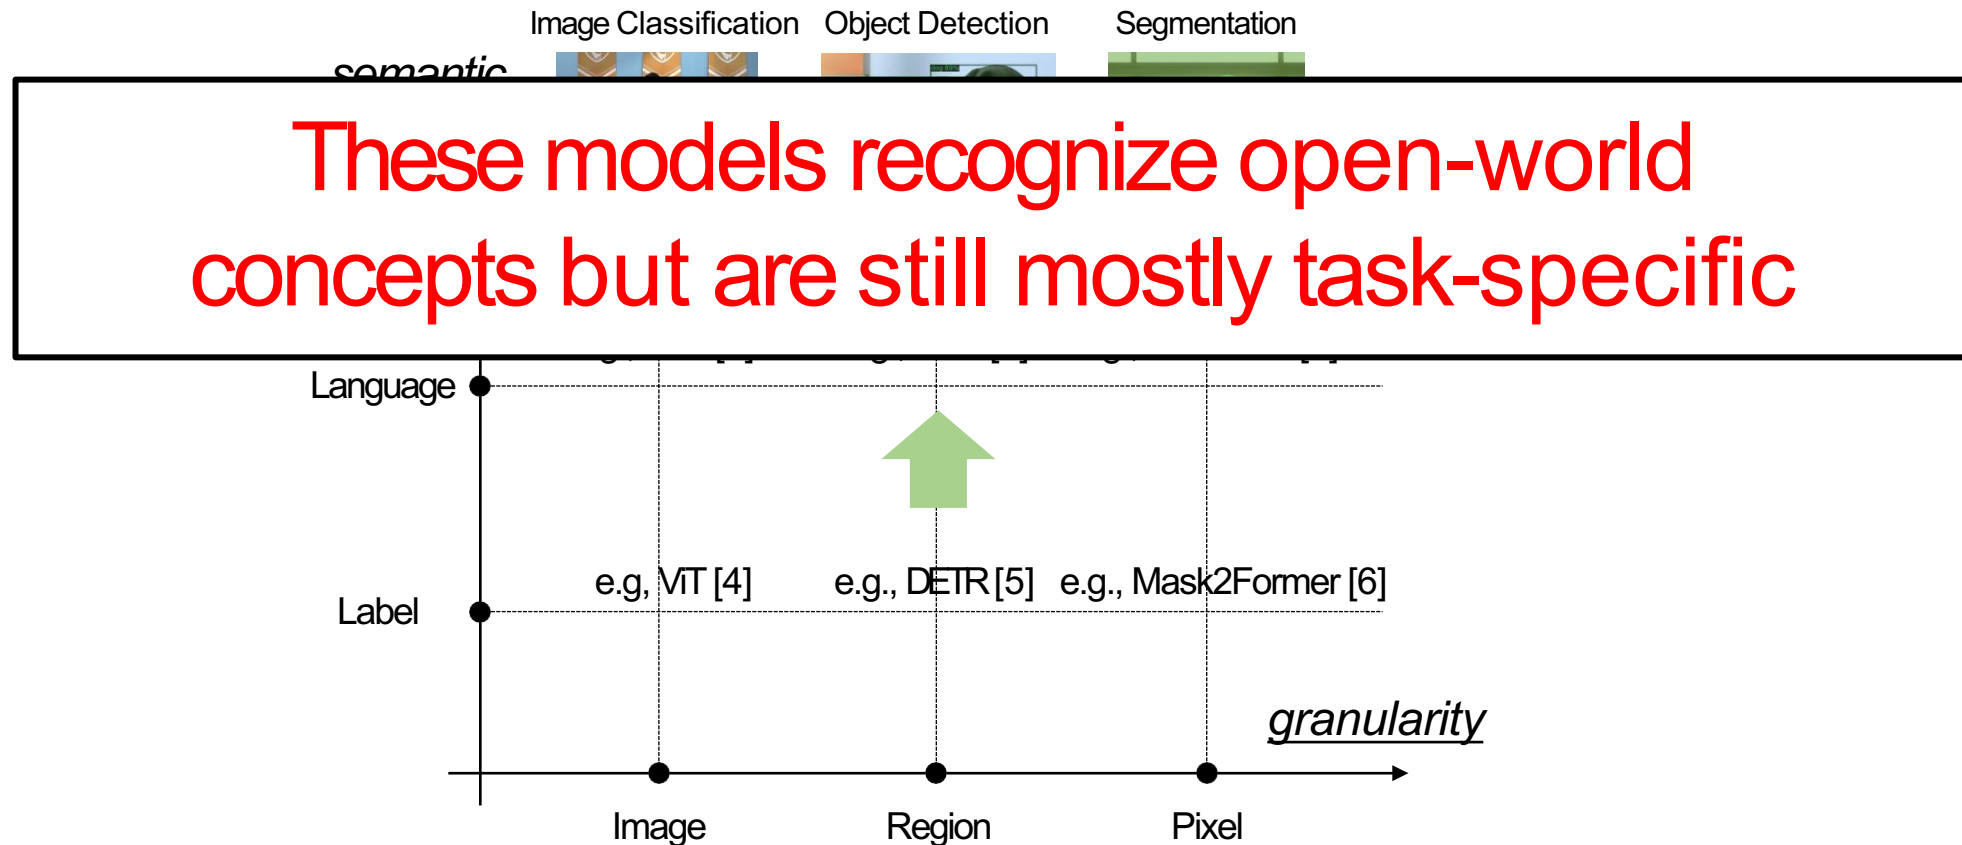 Image Classification Object Detection Segmentation
semantic
These models recognize open-world
concepts but are still mostly task-specific
Language
e.g, ViT [4] e.g., DETR [5] e.g., Mask2Former [6]
Label
granularity
Image Region Pixel